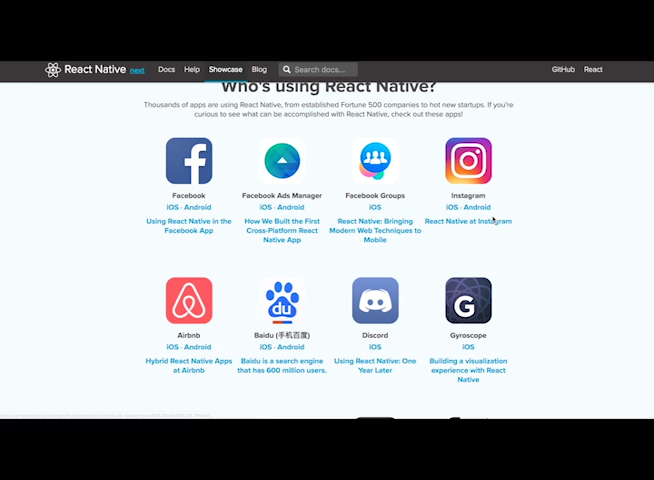 React Native next Docs Help Showcase Blog Search docs... GitHub React
Who's using React Native?
Thousands of apps are using React Native, from established Fortune 500 companies to hot new startups. If you're
curious to see what can be accomplished with React Native, check out these apps!
Facebook Facebook Ads Manager Facebook Groups Instagram
iOS · Android iOS · Android iOS iOS · Android
Using React Native in the How We Built the First React Native: Bringing React Native at Instagram
Facebook App Cross-Platform React Modern Web Techniques to
Native App Mobile
du
G
Airbnb Baidu (手机百度) Discord Gyroscope
iOS · Android iOS · Android iOS iOS
Hybrid React Native Apps Baidu is a search engine Using React Native: One Building a visualization
at Airbnb that has 600 million users. Year Later experience with React
Native